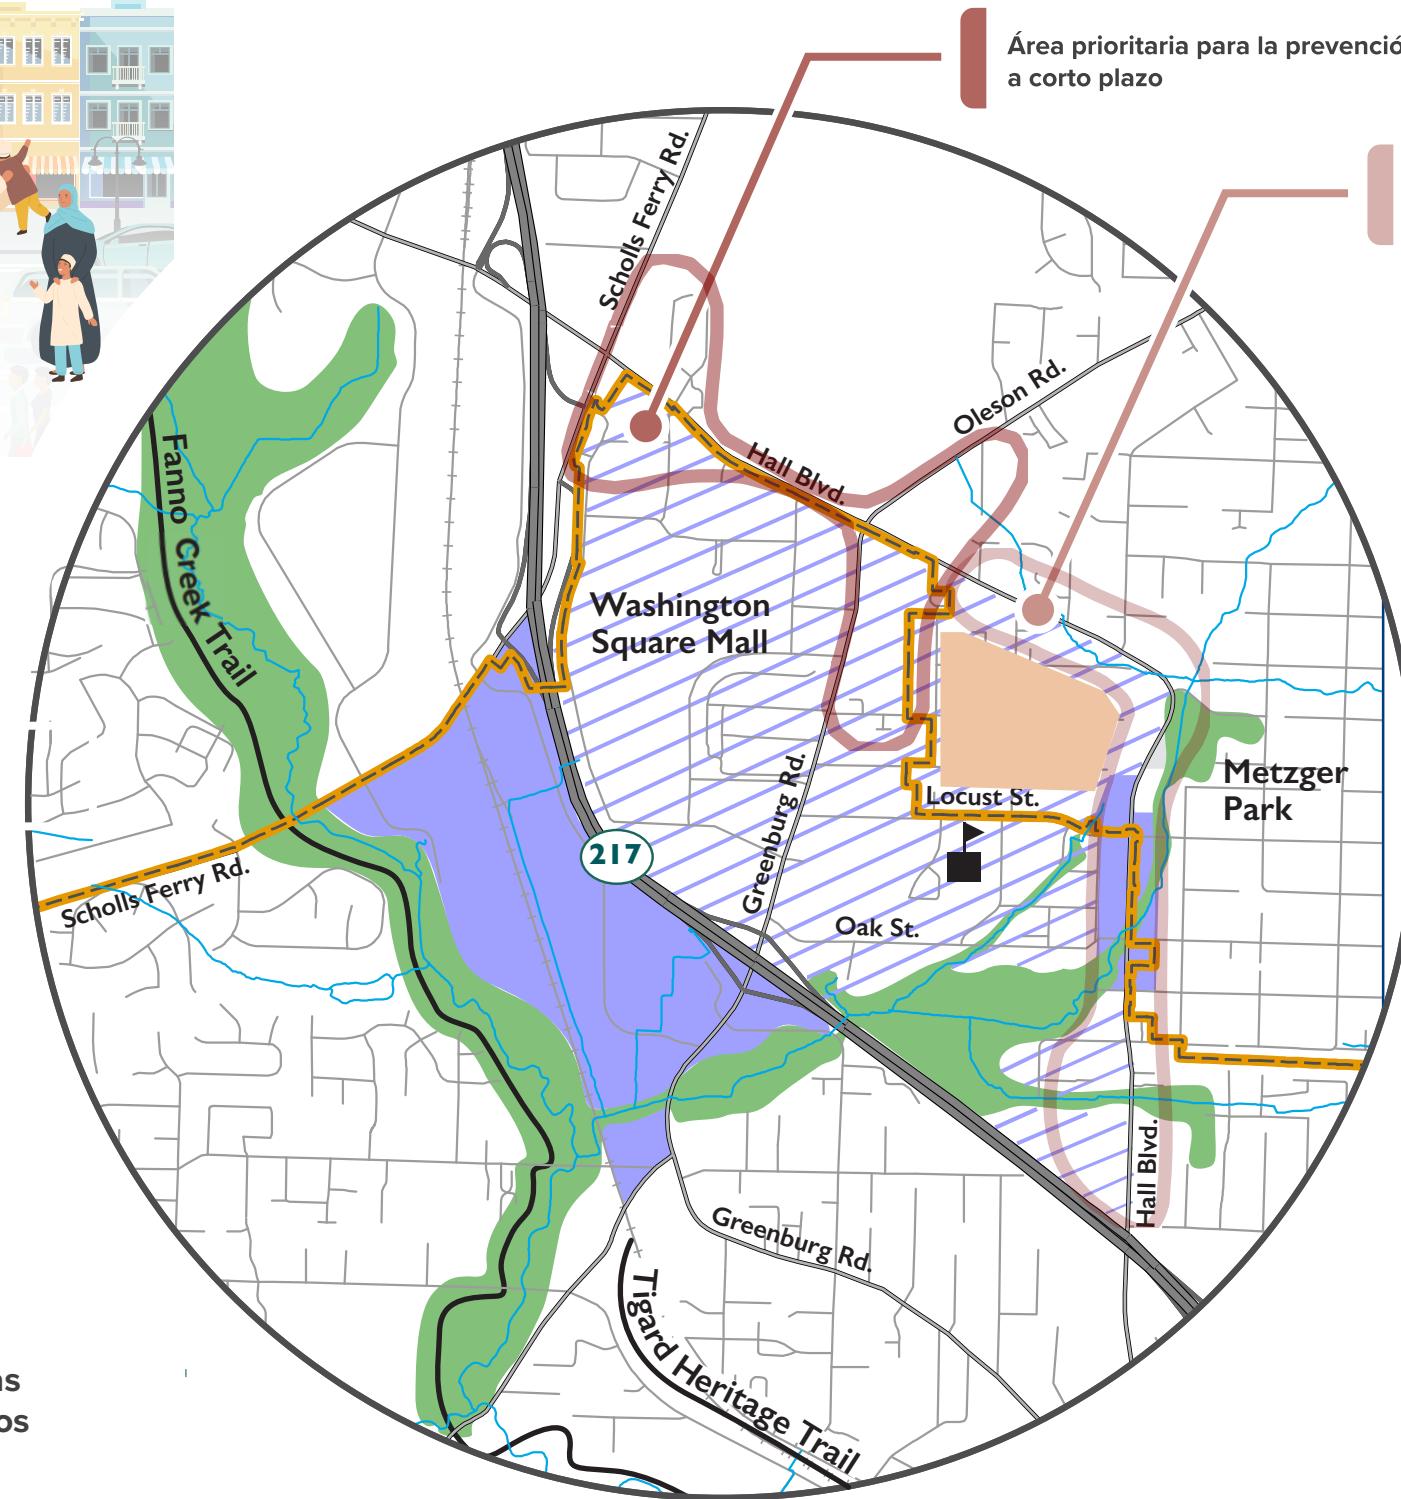 Área prioritaria para la
a corto plazo
Scholls Ferry Rd.
Oleson Rd.
Hall Blvd.
Fanno Creek Trail
Washington
Square Mall
Metzger
Park
Locust St.
Greenburg Rd.
217
Scholls Ferry Rd.
Oak St.
Hall Blvd.
Greenburg Rd.
Tigard Heritage Trail